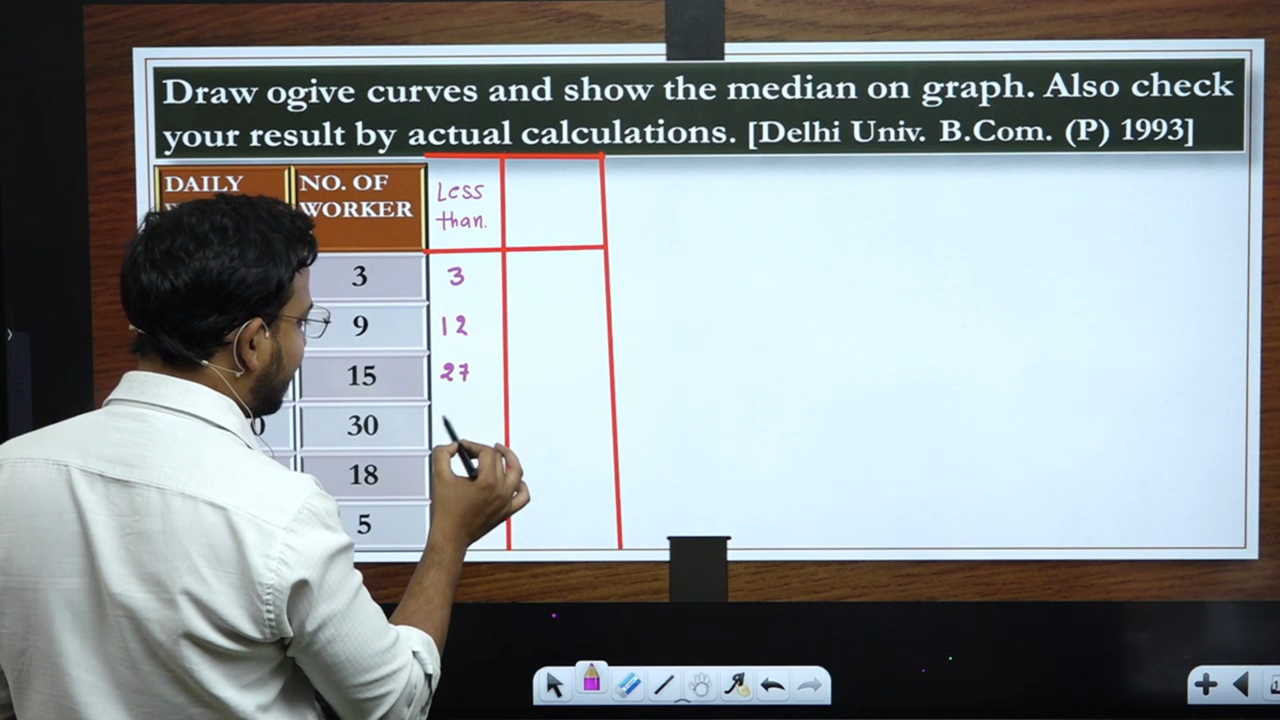 Draw ogive curves and show the median on graph. Also check
your result by actual calculations. [Delhi Univ. B.Com. (P) 1993]
DAILY
NO. OF
WORKER
Less
than.
3
3
9
12
15
27
30
18
5